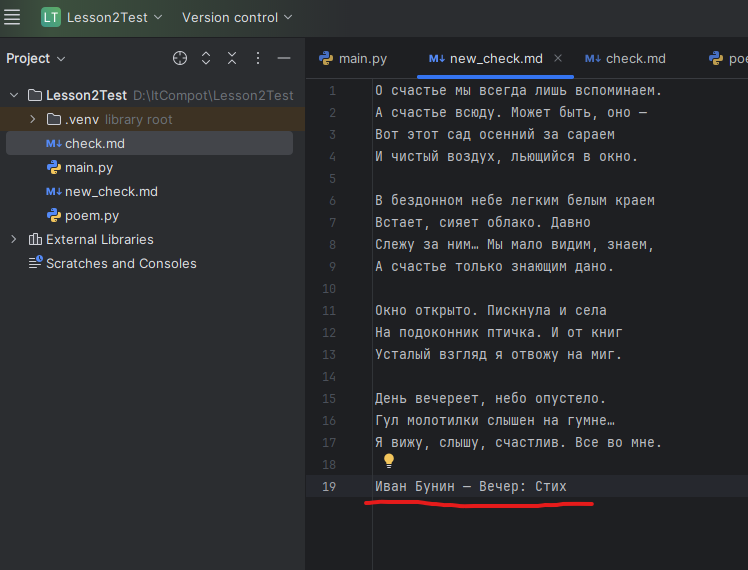 LT Lesson2Test Version control
Project
main.py new_check.md check.md poe
Lesson2Test D:\ItCompot\Lesson2Test
.venv library root
check.md
main.py
new_check.md
poem.py
External Libraries
Scratches and Consoles
1 О счастье мы всегда лишь вспоминаем.
2 А счастье всюду. Может быть, оно —
3 Вот этот сад осенний за сараем
4 И чистый воздух, льющийся в окно.
5
6 В бездонном небе легким белым краем
7 Встает, сияет облако. Давно
8 Слежу за ним… Мы мало видим, знаем,
9 А счастье только знающим дано.
10
11 Окно открыто. Пискнула и села
12 На подоконник птичка. И от книг
13 Усталый взгляд я отвожу на миг.
14
15 День вечереет, небо опустело.
16 Гул молотилки слышен на гумне…
17 Я вижу, слышу, счастлив. Все во мне.
18
19 Иван Бунин — Вечер: Стих